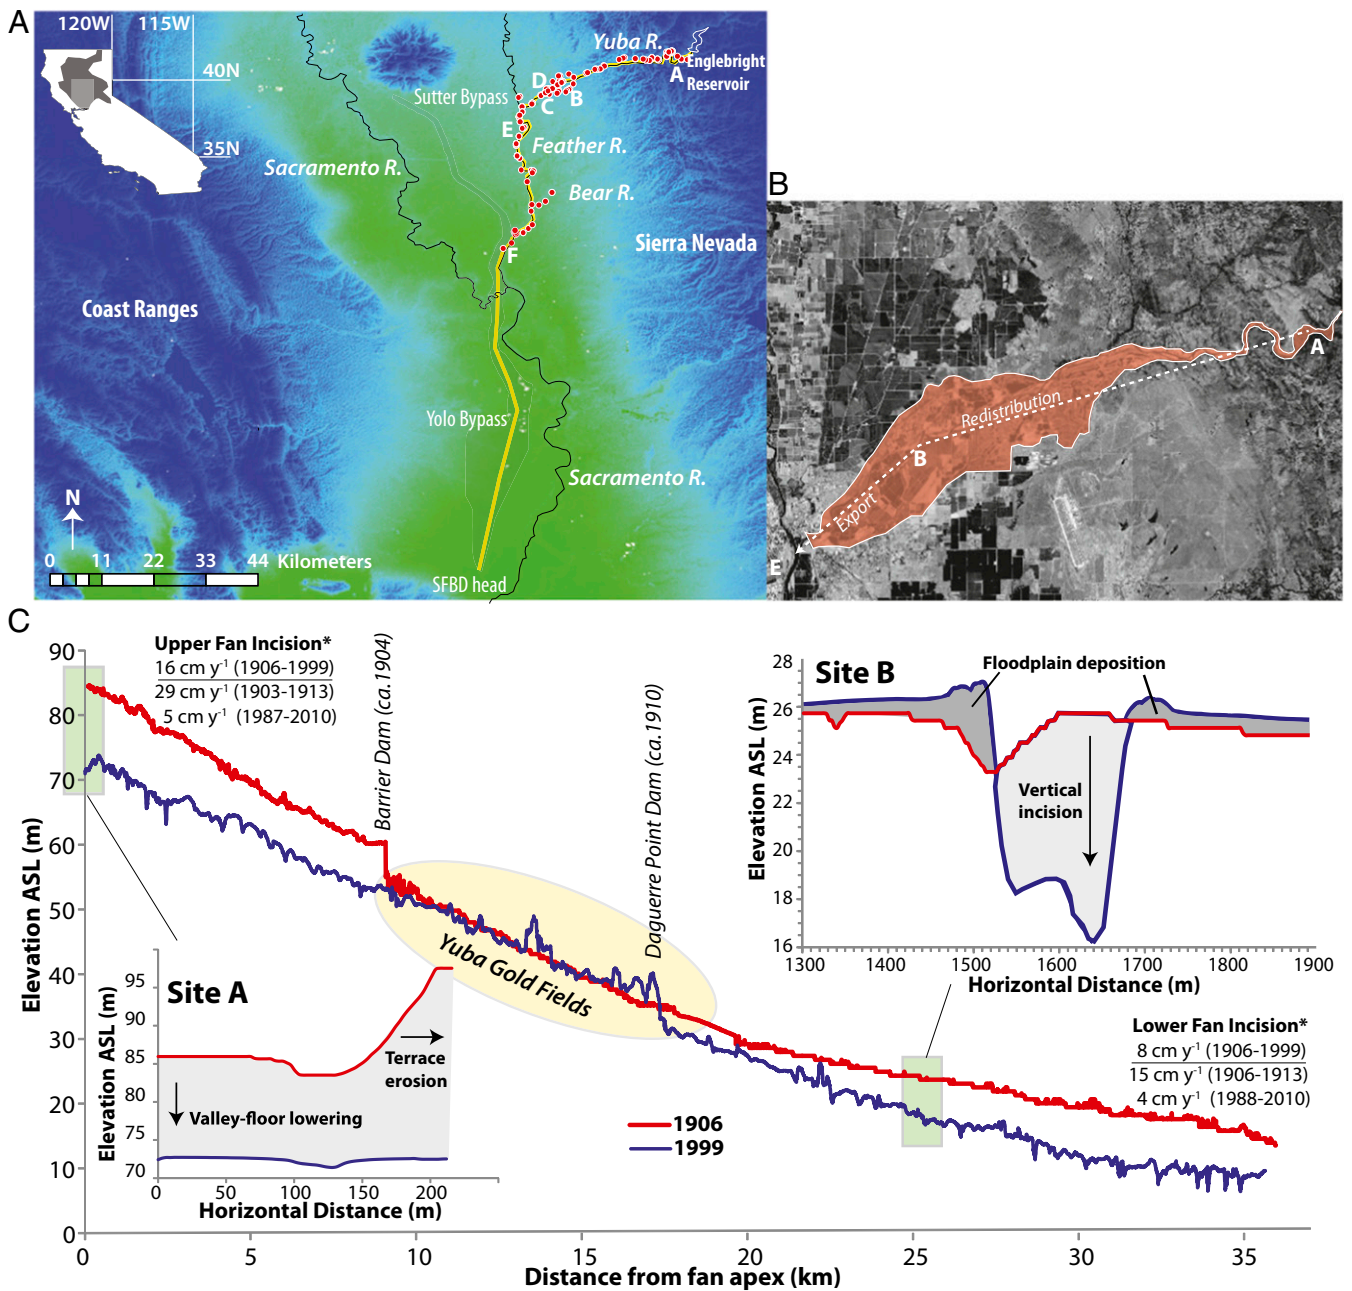 A
120W 115W
40N
35N
Yuba R.
A
Englebright
Reservoir
D
B
C
Sutter Bypass
E
Feather R.
Sacramento R.
Bear R.
Sierra Nevada
F
Coast Ranges
Yolo Bypass
Sacramento R.
N
0 11 22 33 44 Kilometers
SFBD head
B
A
Redistribution
B
Export
E
C
Elevation ASL (m)
90
80
70
60
50
40
30
20
10
0
0 5 10 15 20 25 30 35
Distance from fan apex (km)
Upper Fan Incision*
16 cm y-1 (1906-1999)
29 cm y-1 (1903-1913)
5 cm y-1 (1987-2010)
Barrier Dam (ca.1904)
Daguerre Point Dam (ca.1910)
Yuba Gold Fields
1906
1999
Lower Fan Incision*
8 cm y-1 (1906-1999)
15 cm y-1 (1906-1913)
4 cm y-1 (1988-2010)
Site A
Elevation ASL (m)
95
90
85
80
75
70
Terrace
erosion
Valley-floor lowering
0 50 100 150 200
Horizontal Distance (m)
Site B
Floodplain deposition
Elevation ASL (m)
28
26
24
22
20
18
16
Vertical
incision
1300 1400 1500 1600 1700 1800 1900
Horizontal Distance (m)